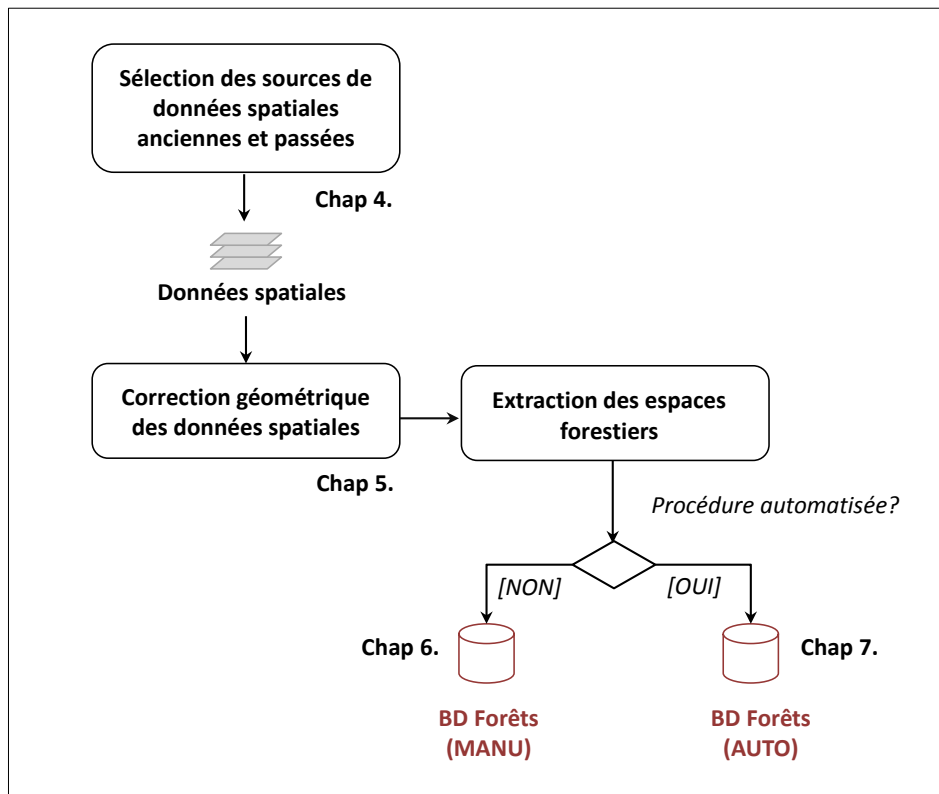 Sélection des sources de
données spatiales
anciennes et passées
Chap 4.
Données spatiales
Correction géométrique
des données spatiales
Chap 5.
Extraction des espaces
forestiers
Procédure automatisée?
[NON]
[OUI]
Chap 6.
Chap 7.
BD Forêts
(MANU)
BD Forêts
(AUTO)